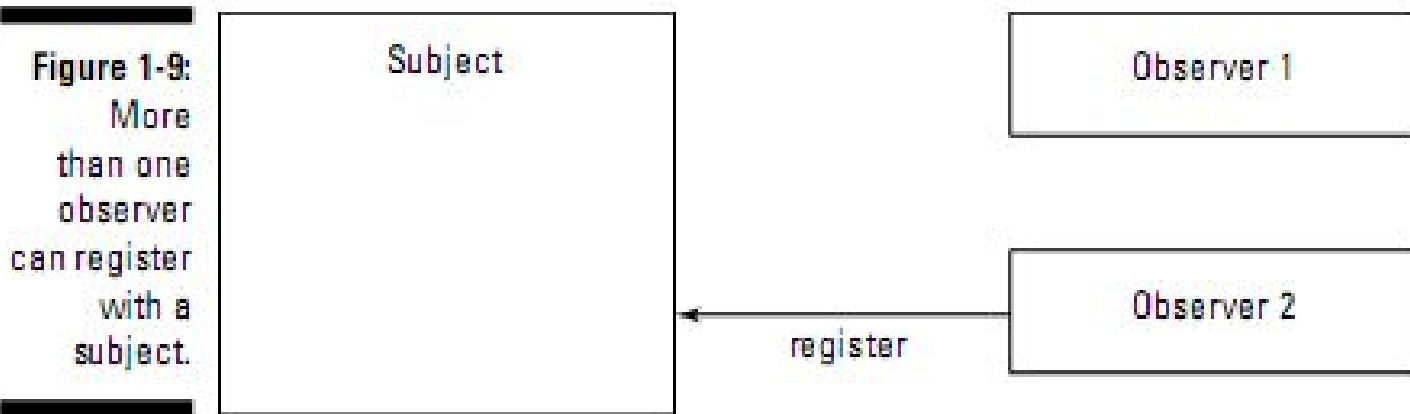 Figure 1-9:
More
than one
observer
can register
with a
subject.
Subject
Observer 1
Observer 2
register